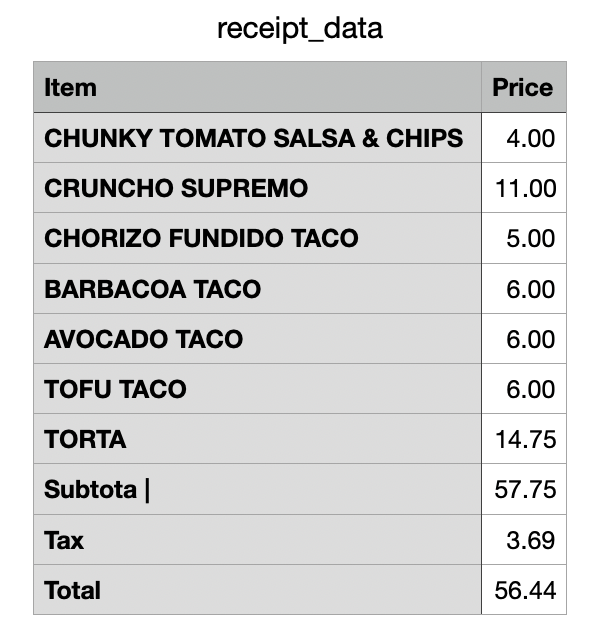 receipt_data
Item Price
CHUNKY TOMATO SALSA & CHIPS 4.00
CRUNCHO SUPREMO 11.00
CHORIZO FUNDIDO TACO 5.00
BARBACOA TACO 6.00
AVOCADO TACO 6.00
TOFU TACO 6.00
TORTA 14.75
Subtota | 57.75
Tax 3.69
Total 56.44